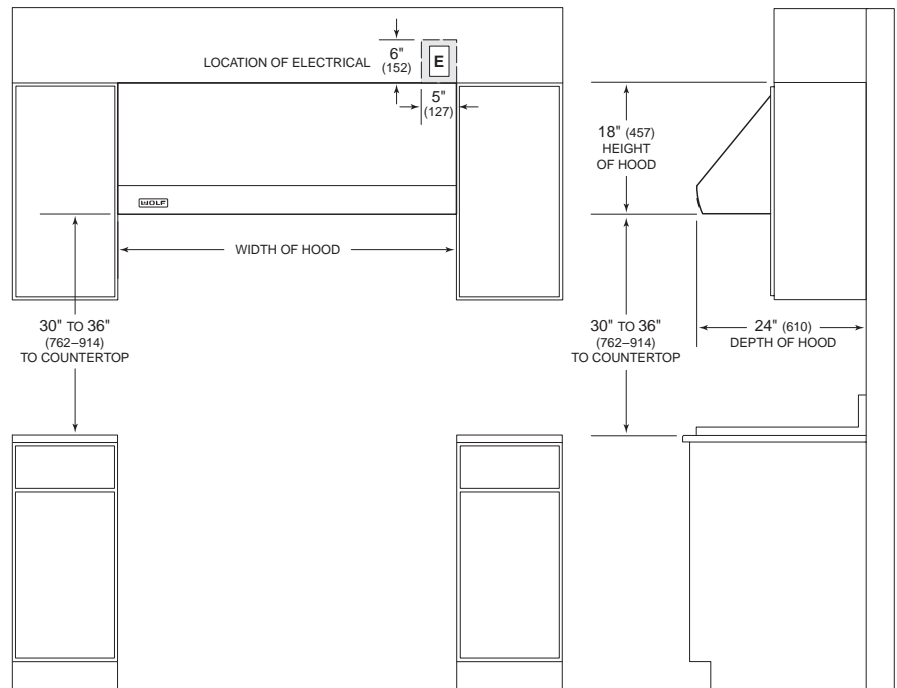 LOCATION OF ELECTRICAL
6"
(152)
E
5"
(127)
WOLF
WIDTH OF HOOD
30" TO 36"
(762–914)
TO COUNTERTOP
18" (457)
HEIGHT
OF HOOD
30" TO 36"
(762–914)
TO COUNTERTOP
24" (610)
DEPTH OF HOOD